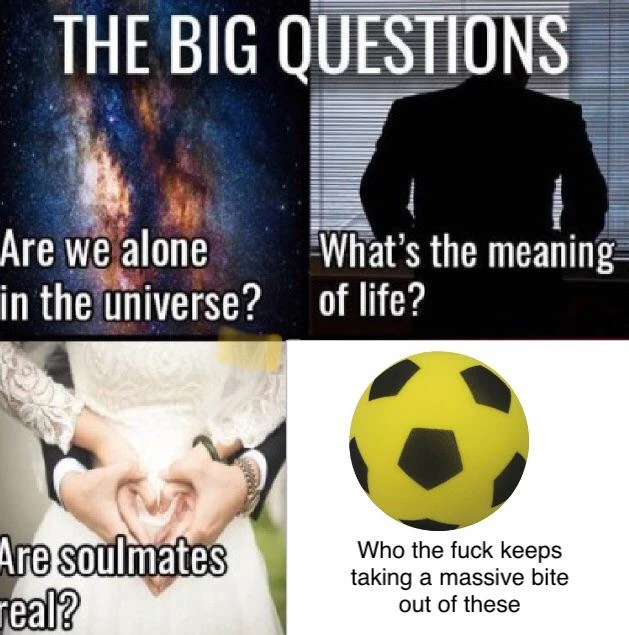 THE BIG QUESTIONS
Are we alone
in the universe?
What's the meaning
of life?
Are soulmates
real?
Who the fuck keeps
taking a massive bite
out of these